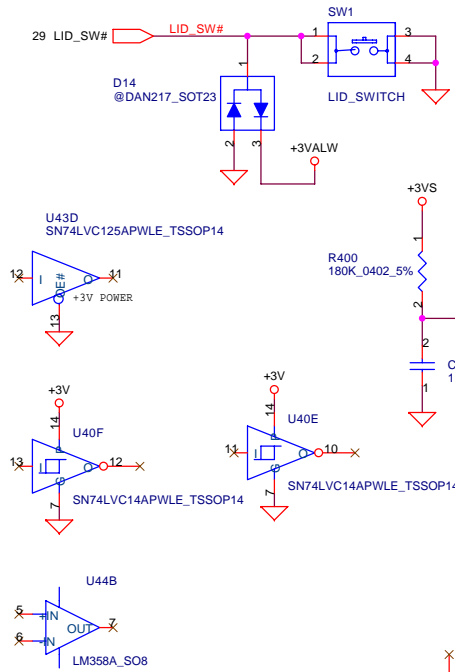 SW1
29 LID_SW#
LID_SW#
1
2
3
4
LID_SWITCH
D14
@DAN217_SOT23
1
2
3
+3VALW
+3VS
U43D
SN74LVC125APWLE_TSSOP14
12
I
O
11
OE#
+3V POWER
13
R400
180K_0402_5%
1
2
2
1
C
1
+3V
14
U40F
13
I
O
12
P
G
7
SN74LVC14APWLE_TSSOP14
+3V
14
U40E
11
I
O
10
P
G
7
SN74LVC14APWLE_TSSOP14
U44B
5
+IN
6
-IN
OUT
7
LM358A_SO8